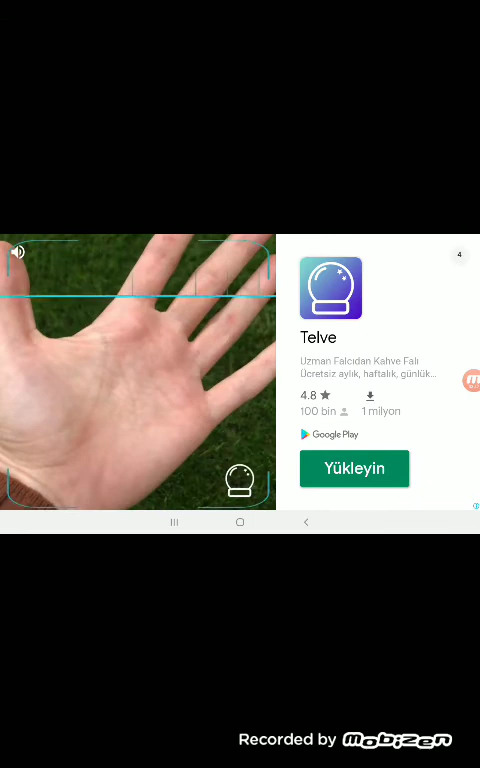 4
Telve
Uzman Falcıdan Kahve Falı
Ücretsiz aylık, haftalık, günlük...
4.8
100 bin
1 milyon
Google Play
Yükleyin
Recorded by Mobizen